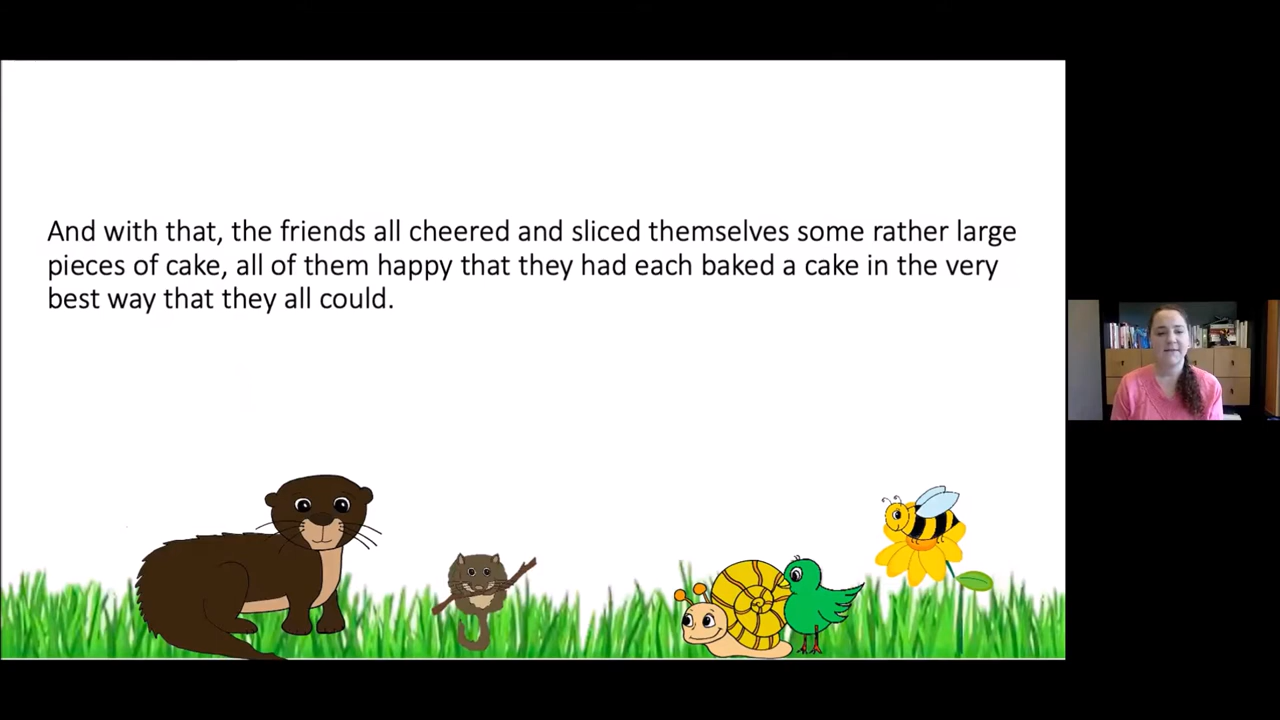 And with that, the friends all cheered and sliced themselves some rather large
pieces of cake, all of them happy that they had each baked a cake in the very
best way that they all could.